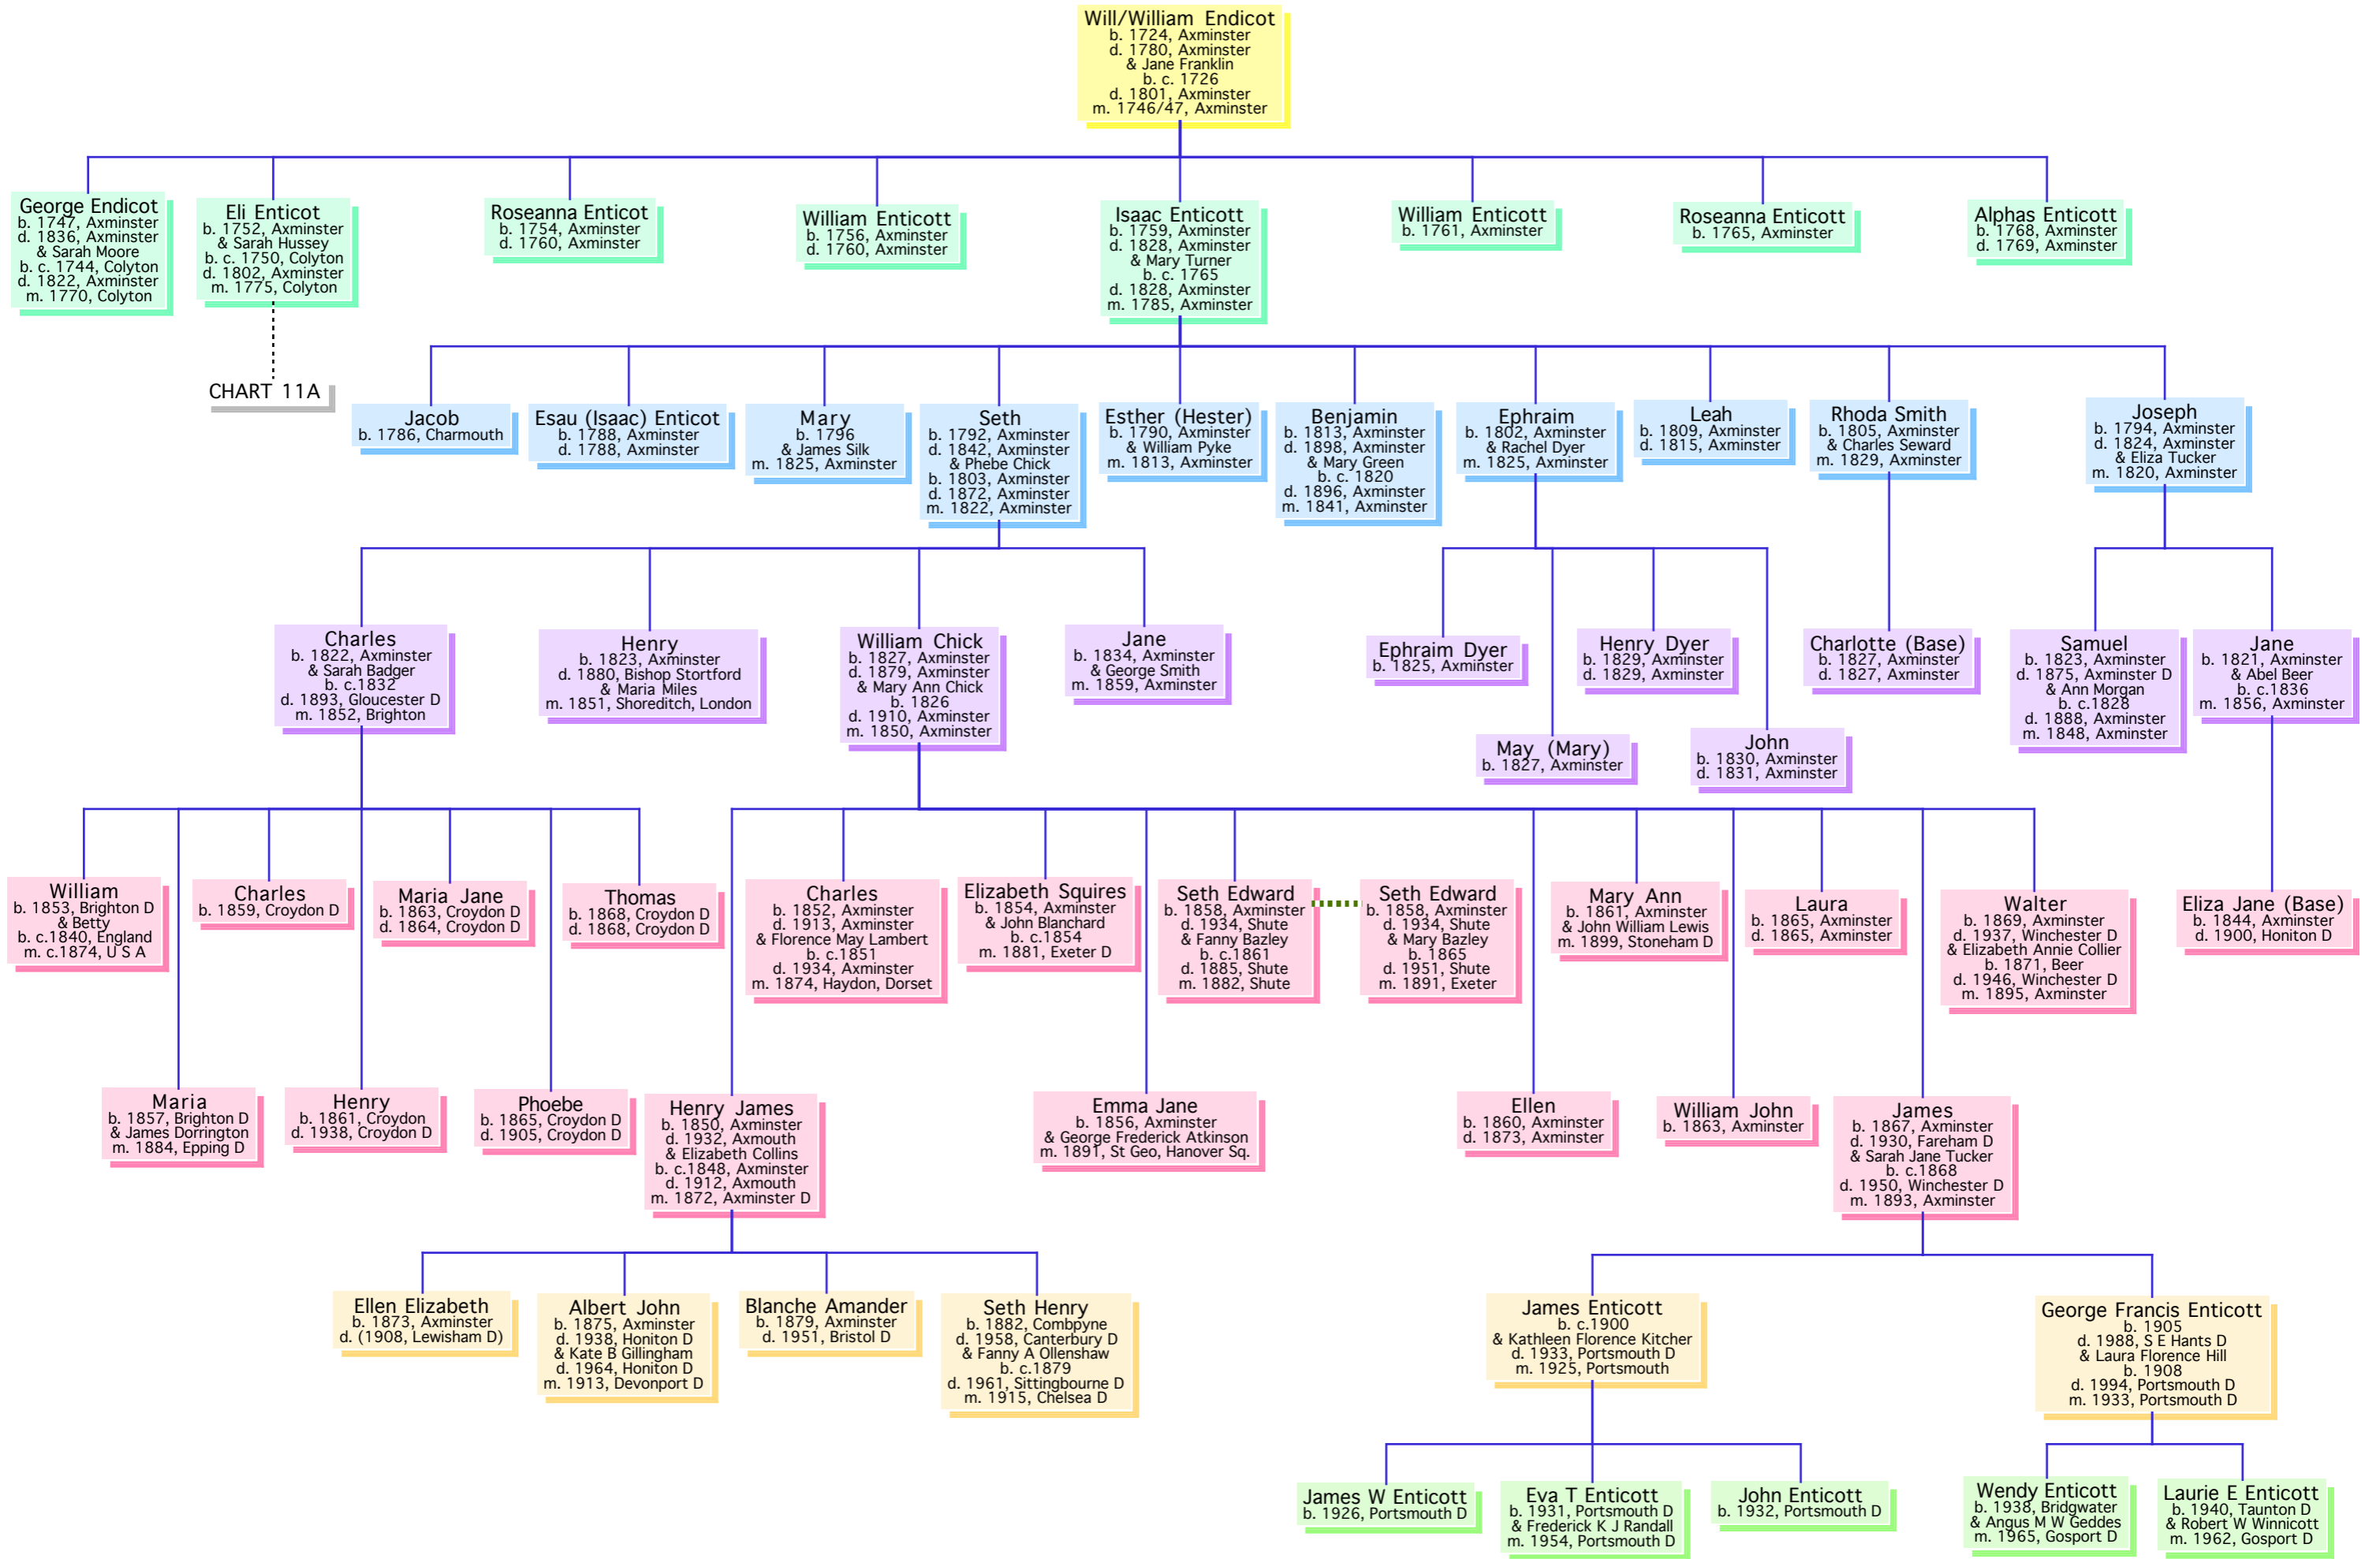 Will/William Endicot
b. 1724, Axminster
d. 1780, Axminster
& Jane Franklin
b. c. 1726
d. 1801, Axminster
m. 1746/47, Axminster
George Endicot
b. 1747, Axminster
d. 1836, Axminster
& Sarah Moore
b. c. 1744, Colyton
d. 1822, Axminster
m. 1770, Colyton
Eli Enticot
b. 1752, Axminster
& Sarah Hussey
b. c. 1750, Colyton
d. 1802, Axminster
m. 1775, Colyton
Roseanna Enticot
b. 1754, Axminster
d. 1760, Axminster
William Enticott
b. 1756, Axminster
d. 1760, Axminster
Isaac Enticott
b. 1759, Axminster
d. 1828, Axminster
& Mary Turner
b. c. 1765
d. 1828, Axminster
m. 1785, Axminster
William Enticott
b. 1761, Axminster
Roseanna Enticott
b. 1765, Axminster
Alphas Enticott
b. 1768, Axminster
d. 1769, Axminster
CHART 11A
Jacob
b. 1786, Charmouth
Esau (Isaac) Enticot
b. 1788, Axminster
d. 1788, Axminster
Mary
b. 1796
& James Silk
m. 1825, Axminster
Seth
b. 1792, Axminster
d. 1842, Axminster
& Phebe Chick
b. 1803, Axminster
d. 1872, Axminster
m. 1822, Axminster
Esther (Hester)
b. 1790, Axminster
& William Pyke
m. 1813, Axminster
Benjamin
b. 1813, Axminster
d. 1898, Axminster
& Mary Green
b. c. 1820
d. 1896, Axminster
m. 1841, Axminster
Ephraim
b. 1802, Axminster
& Rachel Dyer
m. 1825, Axminster
Leah
b. 1809, Axminster
d. 1815, Axminster
Rhoda Smith
b. 1805, Axminster
& Charles Seward
m. 1829, Axminster
Joseph
b. 1794, Axminster
d. 1824, Axminster
& Eliza Tucker
m. 1820, Axminster
Charles
b. 1822, Axminster
& Sarah Badger
b. c.1832
d. 1893, Gloucester D
m. 1852, Brighton
Henry
b. 1823, Axminster
d. 1880, Bishop Stortford
& Maria Miles
m. 1851, Shoreditch, London
William Chick
b. 1827, Axminster
d. 1879, Axminster
& Mary Ann Chick
b. 1826
d. 1910, Axminster
m. 1850, Axminster
Jane
b. 1834, Axminster
& George Smith
m. 1859, Axminster
Ephraim Dyer
b. 1825, Axminster
May (Mary)
b. 1827, Axminster
Henry Dyer
b. 1829, Axminster
d. 1829, Axminster
John
b. 1830, Axminster
d. 1831, Axminster
Charlotte (Base)
b. 1827, Axminster
d. 1827, Axminster
Samuel
b. 1823, Axminster
d. 1875, Axminster D
& Ann Morgan
b. c.1828
d. 1888, Axminster
m. 1848, Axminster
Jane
b. 1821, Axminster
& Abel Beer
b. c.1836
m. 1856, Axminster
William
b. 1853, Brighton D
& Betty
b. c.1840, England
m. c.1874, U S A
Charles
b. 1859, Croydon D
Maria Jane
b. 1863, Croydon D
d. 1864, Croydon D
Thomas
b. 1868, Croydon D
d. 1868, Croydon D
Charles
b. 1852, Axminster
d. 1913, Axminster
& Florence May Lambert
b. c.1851
d. 1934, Axminster
m. 1874, Haydon, Dorset
Elizabeth Squires
b. 1854, Axminster
& John Blanchard
b. c.1854
m. 1881, Exeter D
Seth Edward
b. 1858, Axminster
d. 1934, Shute
& Fanny Bazley
b. c.1861
d. 1885, Shute
m. 1882, Shute
Seth Edward
b. 1858, Axminster
d. 1934, Shute
& Mary Bazley
b. 1865
d. 1951, Shute
m. 1891, Exeter
Mary Ann
b. 1861, Axminster
& John William Lewis
m. 1899, Stoneham D
Laura
b. 1865, Axminster
d. 1865, Axminster
Walter
b. 1869, Axminster
d. 1937, Winchester D
& Elizabeth Annie Collier
b. 1871, Beer
d. 1946, Winchester D
m. 1895, Axminster
Eliza Jane (Base)
b. 1844, Axminster
d. 1900, Honiton D
Maria
b. 1857, Brighton D
& James Dorrington
m. 1884, Epping D
Henry
b. 1861, Croydon
d. 1938, Croydon D
Phoebe
b. 1865, Croydon D
d. 1905, Croydon D
Henry James
b. 1850, Axminster
d. 1932, Axmouth
& Elizabeth Collins
b. c.1848, Axminster
d. 1912, Axmouth
m. 1872, Axminster D
Emma Jane
b. 1856, Axminster
& George Frederick Atkinson
m. 1891, St Geo, Hanover Sq.
Ellen
b. 1860, Axminster
d. 1873, Axminster
William John
b. 1863, Axminster
James
b. 1867, Axminster
d. 1930, Fareham D
& Sarah Jane Tucker
b. c.1868
d. 1950, Winchester D
m. 1893, Axminster
Ellen Elizabeth
b. 1873, Axminster
d. (1908, Lewisham D)
Albert John
b. 1875, Axminster
d. 1938, Honiton D
& Kate B Gillingham
d. 1964, Honiton D
m. 1913, Devonport D
Blanche Amander
b. 1879, Axminster
d. 1951, Bristol D
Seth Henry
b. 1882, Combpyne
d. 1958, Canterbury D
& Fanny A Ollenshaw
b. c.1879
d. 1961, Sittingbourne D
m. 1915, Chelsea D
James Enticott
b. c.1900
& Kathleen Florence Kitcher
d. 1933, Portsmouth D
m. 1925, Portsmouth
George Francis Enticott
b. 1905
d. 1988, S E Hants D
& Laura Florence Hill
b. 1908
d. 1994, Portsmouth D
m. 1933, Portsmouth D
James W Enticott
b. 1926, Portsmouth D
Eva T Enticott
b. 1931, Portsmouth D
& Frederick K J Randall
m. 1954, Portsmouth D
John Enticott
b. 1932, Portsmouth D
Wendy Enticott
b. 1938, Bridgwater
& Angus M W Geddes
m. 1965, Gosport D
Laurie E Enticott
b. 1940, Taunton D
& Robert W Winnicott
m. 1962, Gosport D